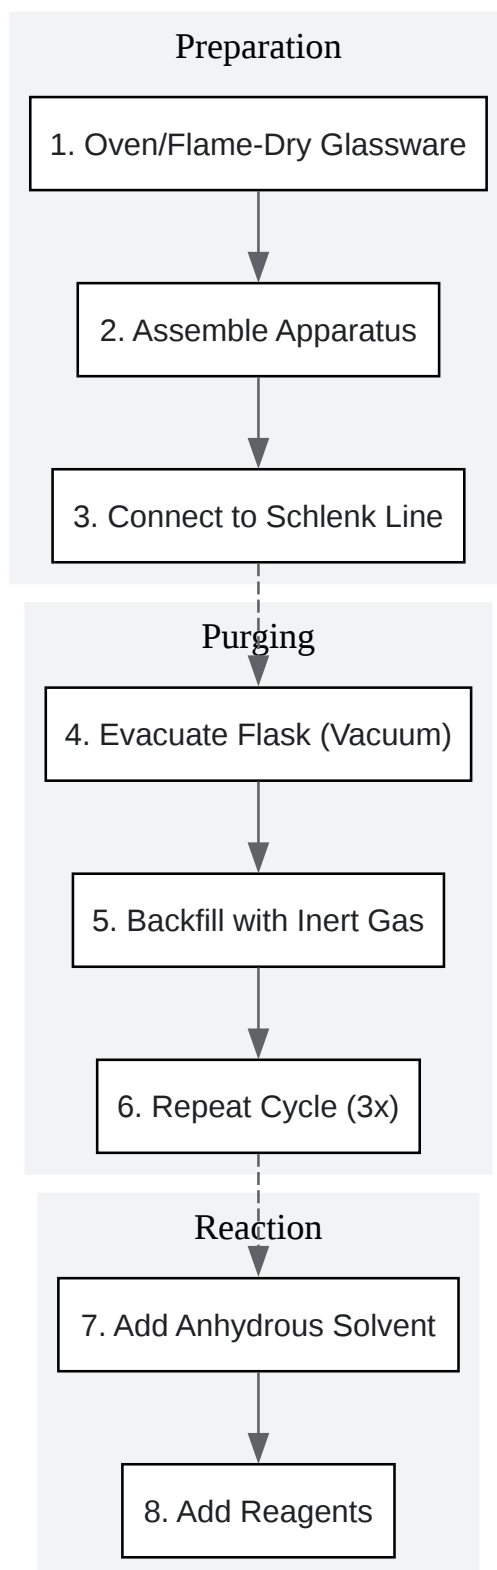 Preparation
1. Oven/Flame-Dry Glassware
2. Assemble Apparatus
3. Connect to Schlenk Line
Purging
4. Evacuate Flask (Vacuum)
5. Backfill with Inert Gas
6. Repeat Cycle (3x)
Reaction
7. Add Anhydrous Solvent
8. Add Reagents